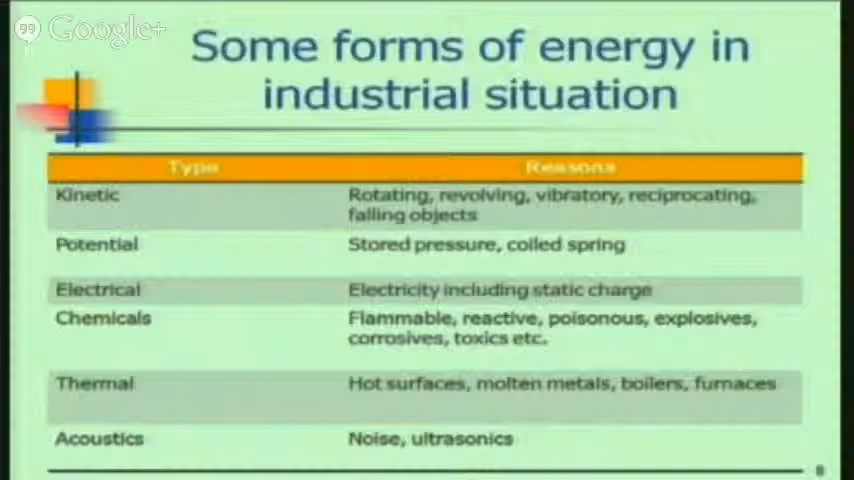 Google+
Some forms of energy in
industrial situation
Type Reasons
Kinetic Rotating, revolving, vibratory, reciprocating,
falling objects
Potential Stored pressure, coiled spring
Electrical Electricity including static charge
Chemicals Flammable, reactive, poisonous, explosives,
corrosives, toxics etc.
Thermal Hot surfaces, molten metals, boilers, furnaces
Acoustics Noise, ultrasonics
8